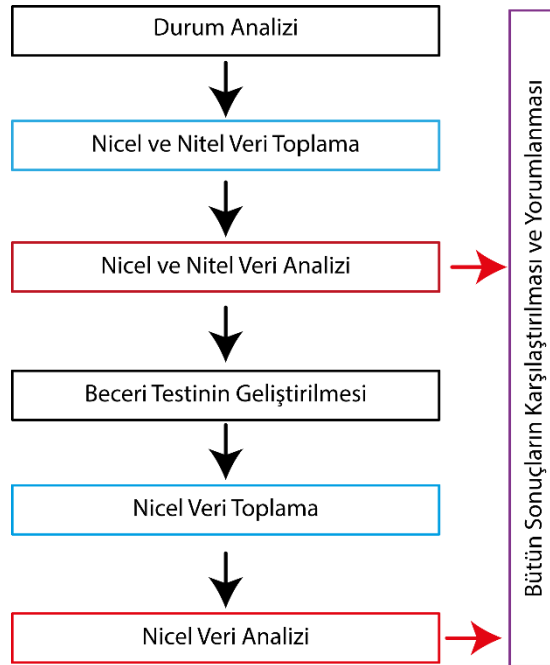 Durum Analizi
Nicel ve Nitel Veri Toplama
Nicel ve Nitel Veri Analizi
Beceri Testinin Geliştirilmesi
Nicel Veri Toplama
Nicel Veri Analizi
Bütün Sonuçların Karşılaştırılması ve Yorumlanması